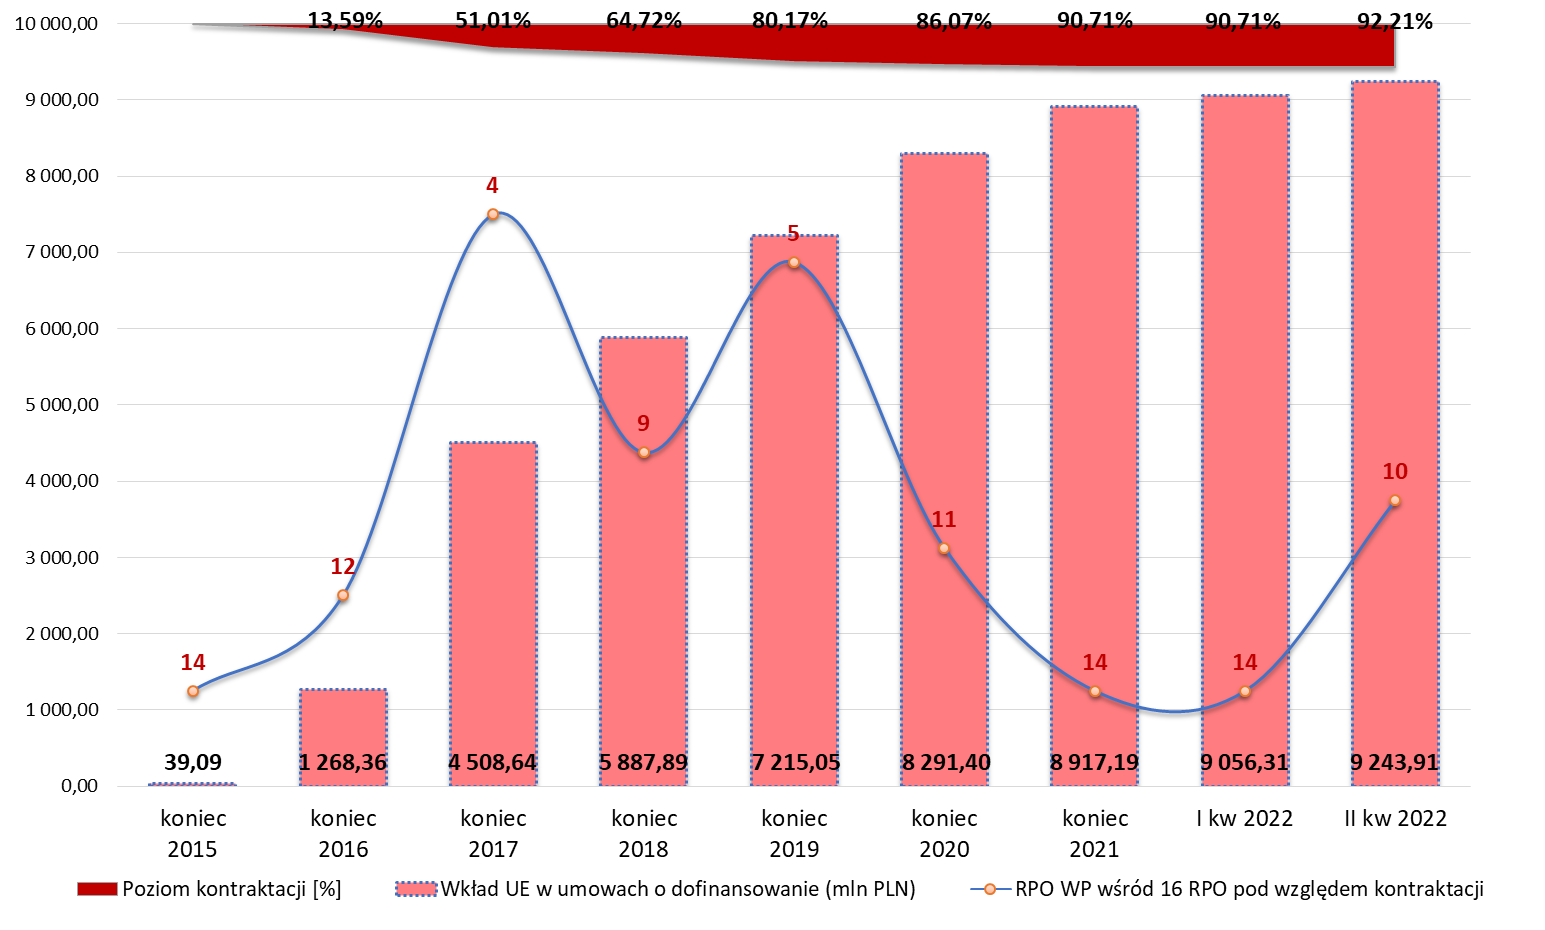 10 000,00
9 000,00
8 000,00
7 000,00
6 000,00
5 000,00
4 000,00
3 000,00
2 000,00
1 000,00
0,00
13,59% 51,01% 64,72% 80,17% 86,07% 90,71% 90,71% 92,21%
14 12 4 9 5 11 14 14 10
39,09 1 268,36 4 508,64 5 887,89 7 215,05 8 291,40 8 917,19 9 056,31 9 243,91
koniec 2015
koniec 2016
koniec 2017
koniec 2018
koniec 2019
koniec 2020
koniec 2021
I kw 2022
II kw 2022
Poziom kontraktacji [%]
Wkład UE w umowach o dofinansowanie (mln PLN)
RPO WP wśród 16 RPO pod względem kontraktacji